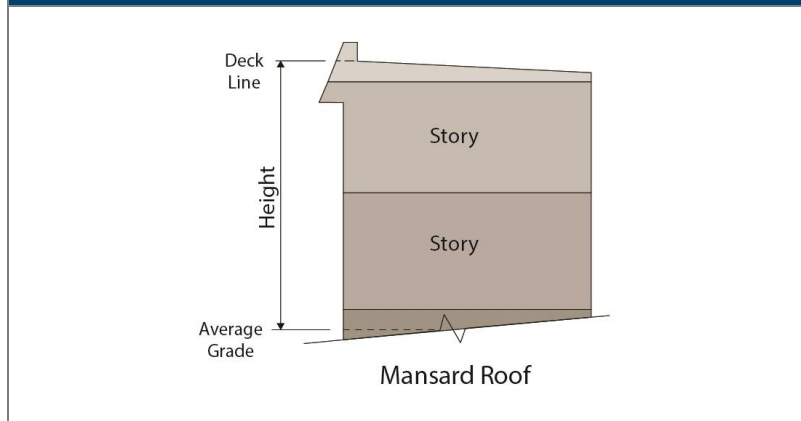 Deck
Line
Story
Height
Story
Average
Grade
Mansard Roof